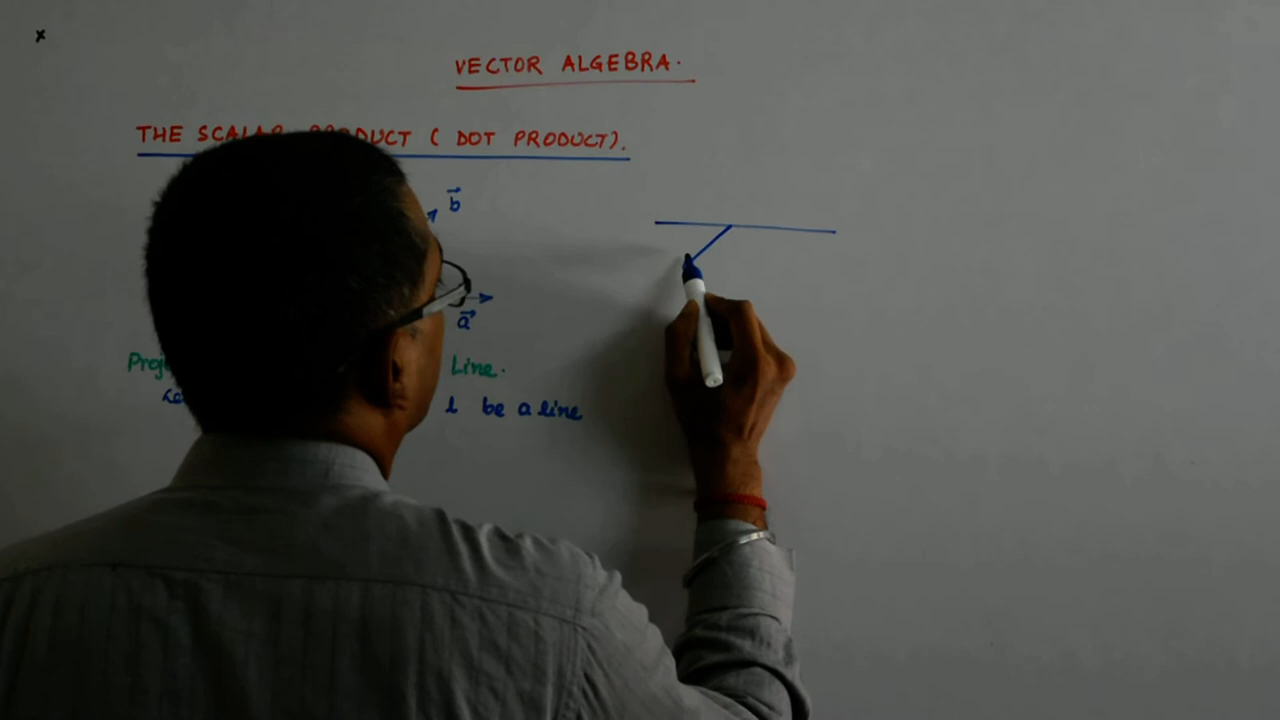 VECTOR ALGEBRA.
THE SCALAR PRODUCT ( DOT PRODUCT).
b⃗
a⃗
Line.
l be a line